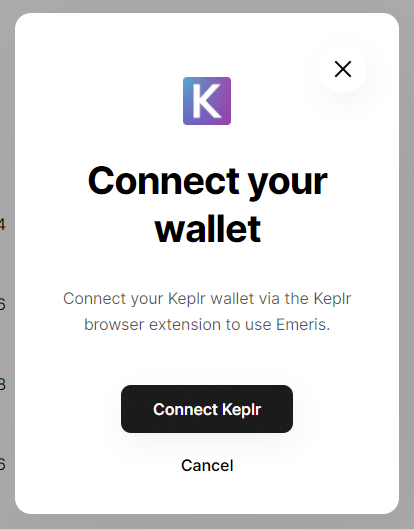 K
Connect your
wallet
4
Connect your Keplr wallet via the Keplr
6
browser extension to use Emeris.
8
Connect Keplr
6
Cancel